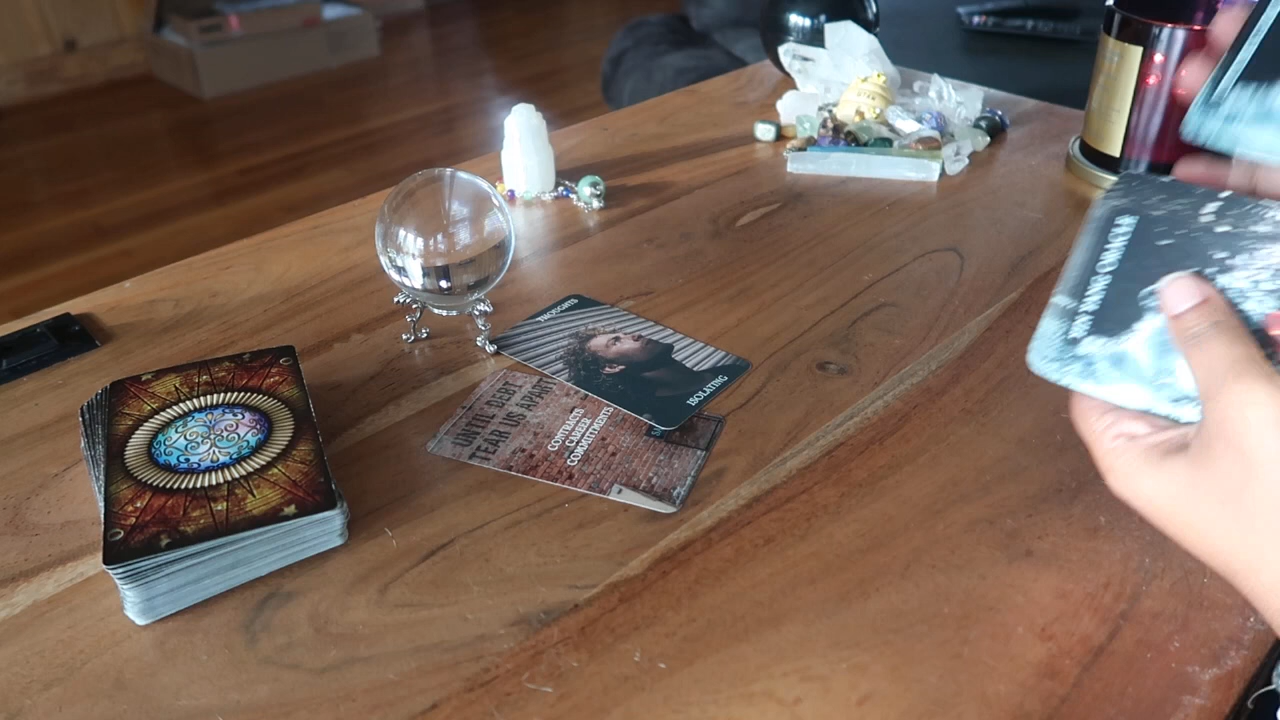 THOUGHTS
ISOLATING
UNTIL DEBT
TEAR US APART
CONTRACTS
CAREER
COMMITMENTS